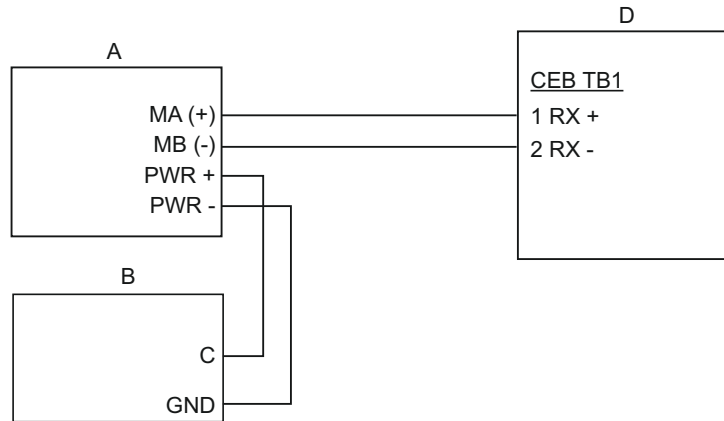 A
MA (+)
MB (-)
PWR +
PWR -
B
C
GND
D
CEB TB1
1 RX +
2 RX -